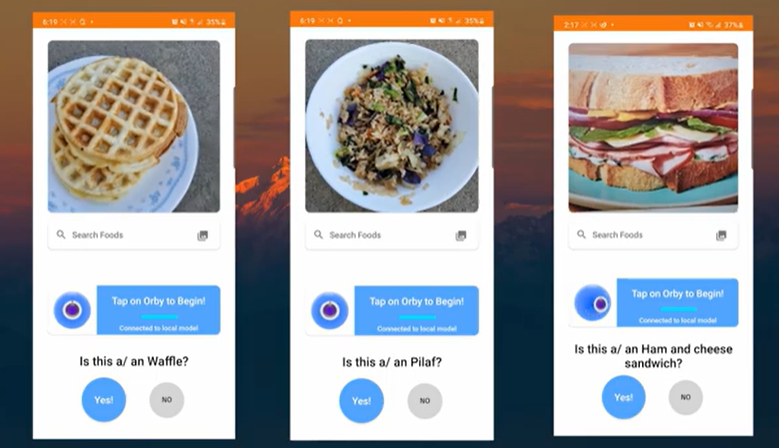 6:19
35%
Search Foods
Tap on Orby to Begin!
Connected to local model
Is this a/ an Waffle?
Yes!
NO
6:19
35%
Search Foods
Tap on Orby to Begin!
Connected to local model
Is this a/ an Pilaf?
Yes!
NO
2:17
37%
Search Foods
Tap on Orby to Begin!
Connected to local model
Is this a/ an Ham and cheese
sandwich?
Yes!
NO